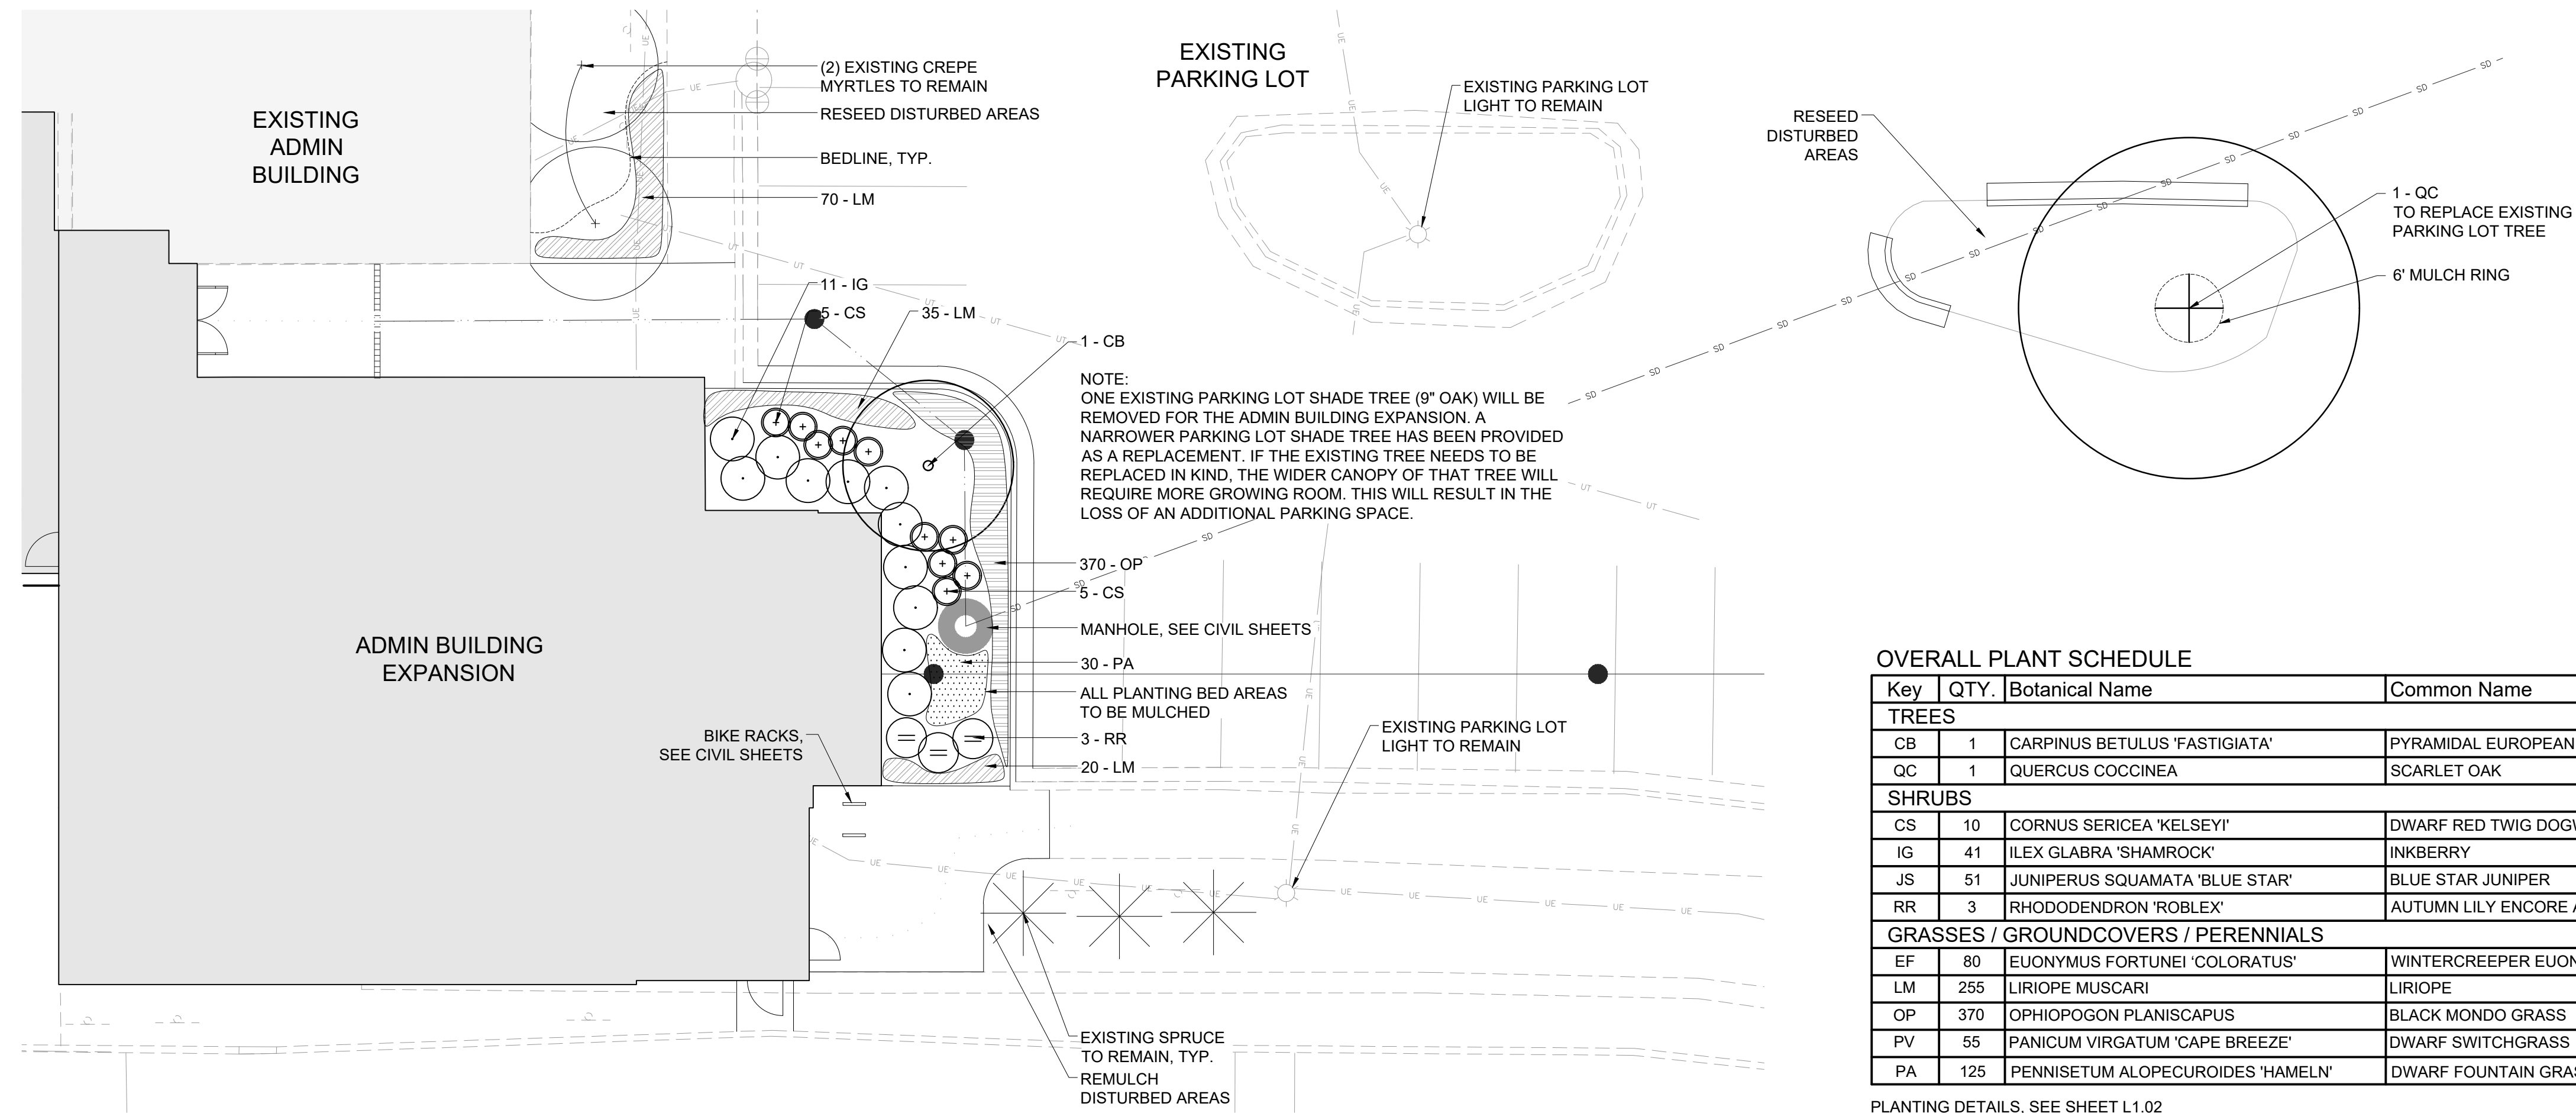 EXISTING
ADMIN
BUILDING
(2) EXISTING CREPE
MYRTLES TO REMAIN
RESEED DISTURBED AREAS
BEDLINE, TYP.
70 - LM
11 - IG
5 - CS
35 - LM
1 - CB
EXISTING
PARKING LOT
EXISTING PARKING LOT
LIGHT TO REMAIN
RESEED
DISTURBED
AREAS
1 - QC
TO REPLACE EXISTING
PARKING LOT TREE
6' MULCH RING
NOTE:
ONE EXISTING PARKING LOT SHADE TREE (9" OAK) WILL BE
REMOVED FOR THE ADMIN BUILDING EXPANSION. A
NARROWER PARKING LOT SHADE TREE HAS BEEN PROVIDED
AS A REPLACEMENT. IF THE EXISTING TREE NEEDS TO BE
REPLACED IN KIND, THE WIDER CANOPY OF THAT TREE WILL
REQUIRE MORE GROWING ROOM. THIS WILL RESULT IN THE
LOSS OF AN ADDITIONAL PARKING SPACE.
370 - OP
5 - CS
MANHOLE, SEE CIVIL SHEETS
30 - PA
ALL PLANTING BED AREAS
TO BE MULCHED
3 - RR
20 - LM
ADMIN BUILDING
EXPANSION
BIKE RACKS,
SEE CIVIL SHEETS
EXISTING PARKING LOT
LIGHT TO REMAIN
EXISTING SPRUCE
TO REMAIN, TYP.
REMULCH
DISTURBED AREAS
OVERALL PLANT SCHEDULE
Key QTY. Botanical Name Common Name
TREES
CB 1 CARPINUS BETULUS 'FASTIGIATA' PYRAMIDAL EUROPEAN
QC 1 QUERCUS COCCINEA SCARLET OAK
SHRUBS
CS 10 CORNUS SERICEA 'KELSEYI' DWARF RED TWIG
IG 41 ILEX GLABRA 'SHAMROCK' INKBERRY
JS 51 JUNIPERUS SQUAMATA 'BLUE STAR' BLUE STAR JUNIPER
RR 3 RHODODENDRON 'ROBLEX' AUTUMN LILY ENCORE
GRASSES / GROUNDCOVERS / PERENNIALS
EF 80 EUONYMUS FORTUNEI ‘COLORATUS' WINTERCREEPER
LM 255 LIRIOPE MUSCARI LIRIOPE
OP 370 OPHIOPOGON PLANISCAPUS BLACK MONDO GRASS
PV 55 PANICUM VIRGATUM 'CAPE BREEZE' DWARF SWITCHGRASS
PA 125 PENNISETUM ALOPECUROIDES 'HAMELN' DWARF FOUNTAIN
PLANTING DETAILS, SEE SHEET L1.02